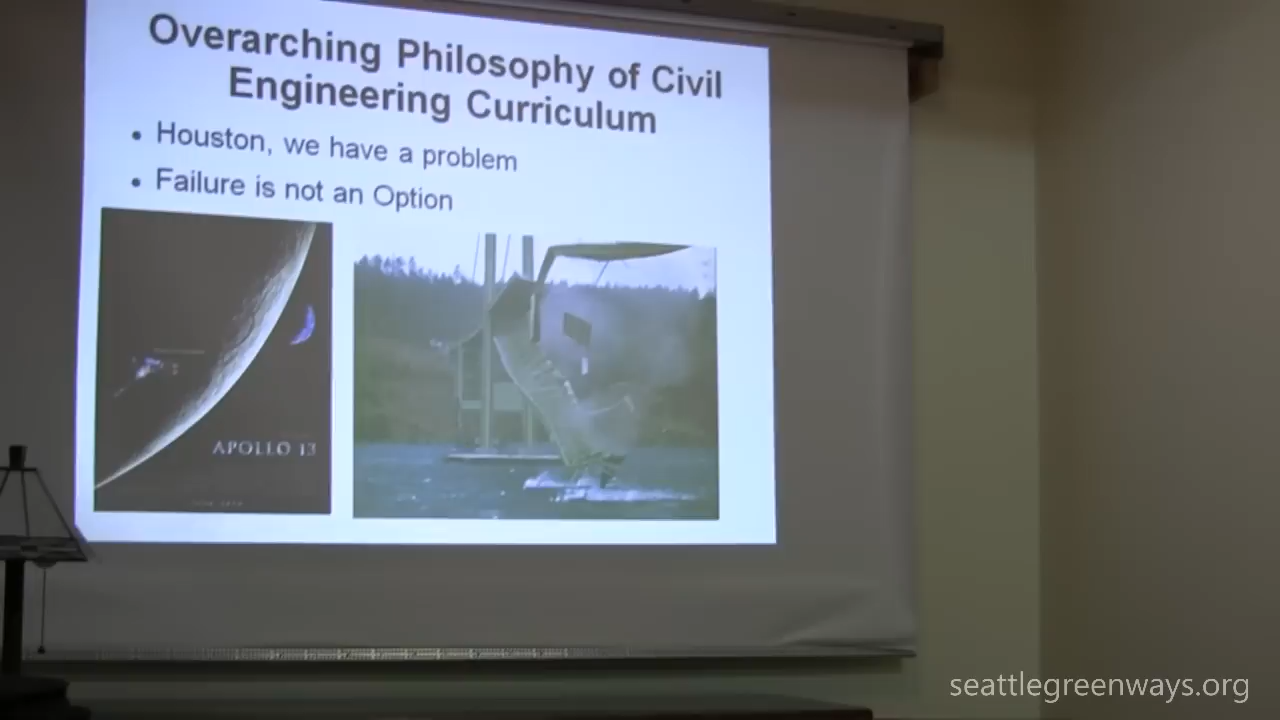 Overarching Philosophy of Civil
Engineering Curriculum
• Houston, we have a problem
• Failure is not an Option
APOLLO 13
seattlegreenways.org